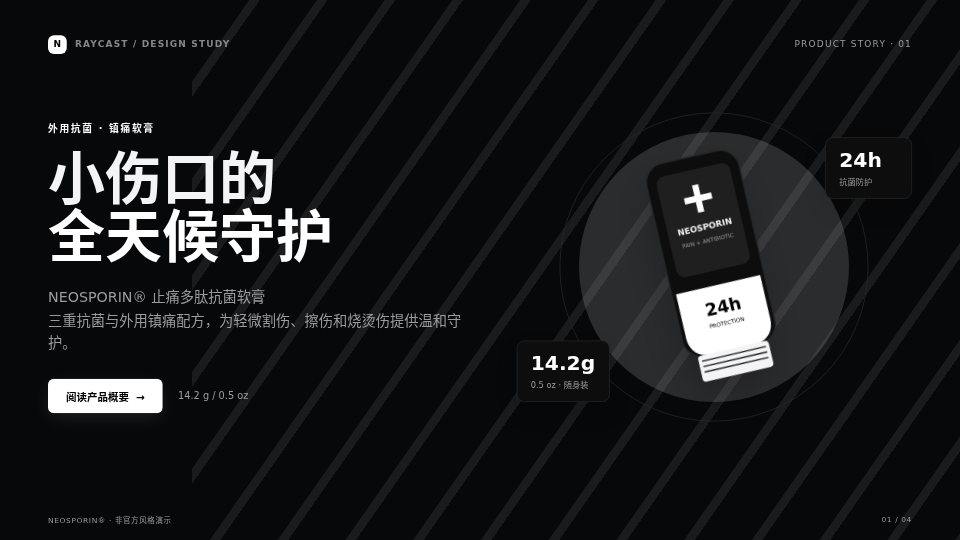 N RAYCAST / DESIGN STUDY
PRODUCT STORY · 01
外用抗菌 · 镇痛软膏
小伤口的
全天候守护
NEOSPORIN® 止痛多肽抗菌软膏
三重抗菌与外用镇痛配方，为轻微割伤、擦伤和烧烫伤提供温和守
护。
阅读产品概要 →
14.2 g / 0.5 oz
24h
抗菌防护
NEOSPORIN
PAIN + ANTIBIOTIC
24h
PROTECTION
14.2g
0.5 oz · 随身装
NEOSPORIN® · 非官方风格演示
01 / 04